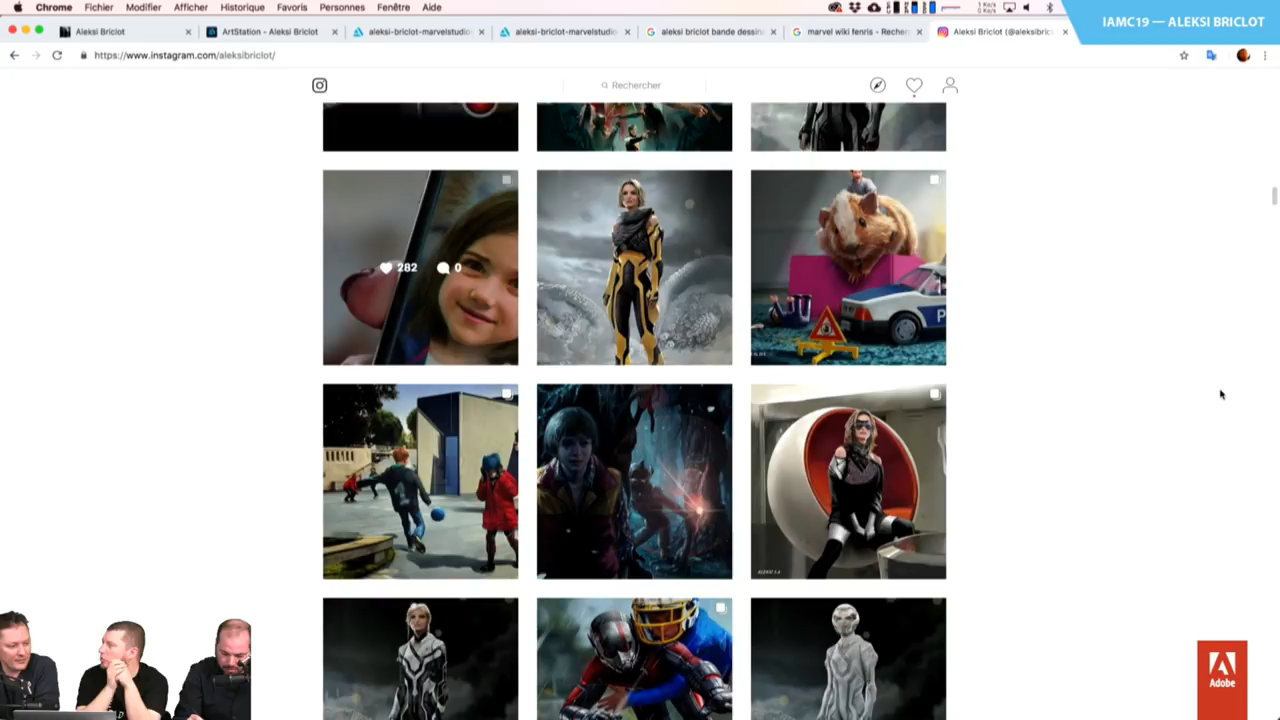 Chrome Fichier Modifier Afficher Historique Favoris Personnes Fenêtre Aide
IAMC19 — ALEKSI BRICLOT
Aleksi Briclot
ArtStation - Aleksi Briclot
aleksi-briclot-marvelstudio
aleksi-briclot-marvelstudio
aleksi briclot bande dessin
marvel wiki fenris - Recher
Aleksi Briclot (@aleksibric
https://www.instagram.com/aleksibriclot/
Rechercher
282 0
P
Adobe